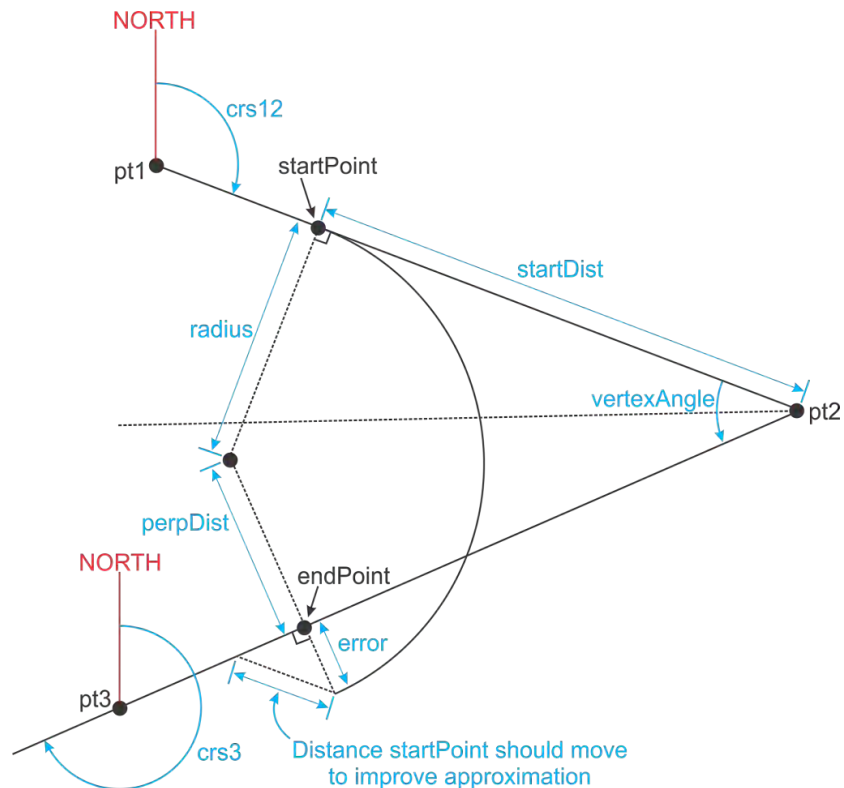 NORTH
crs12
pt1
startPoint
startDist
radius
vertexAngle
pt2
perpDist
NORTH
endPoint
error
pt3
crs3
Distance startPoint should move
to improve approximation